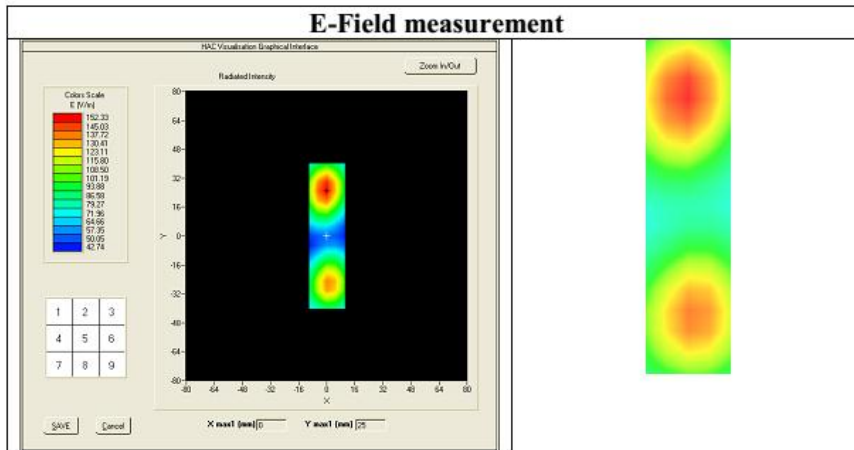 E-Field measurement
HAC Visualisation Graphical Interface
Zoom In/Out
Radiated Intensity
Colors Scale
E (V/m)
152.33
145.03
137.72
130.41
123.11
115.80
108.50
101.19
93.88
86.58
79.27
71.96
64.66
57.35
50.05
42.74
80
64
48
32
16
Y 0
-16
-32
-48
-64
-80
-80 -64 -48 -32 -16 0 16 32 48 64 80
X
1 2 3
4 5 6
7 8 9
SAVE Cancel X max1 (mm) 0 Y max1 (mm) 25